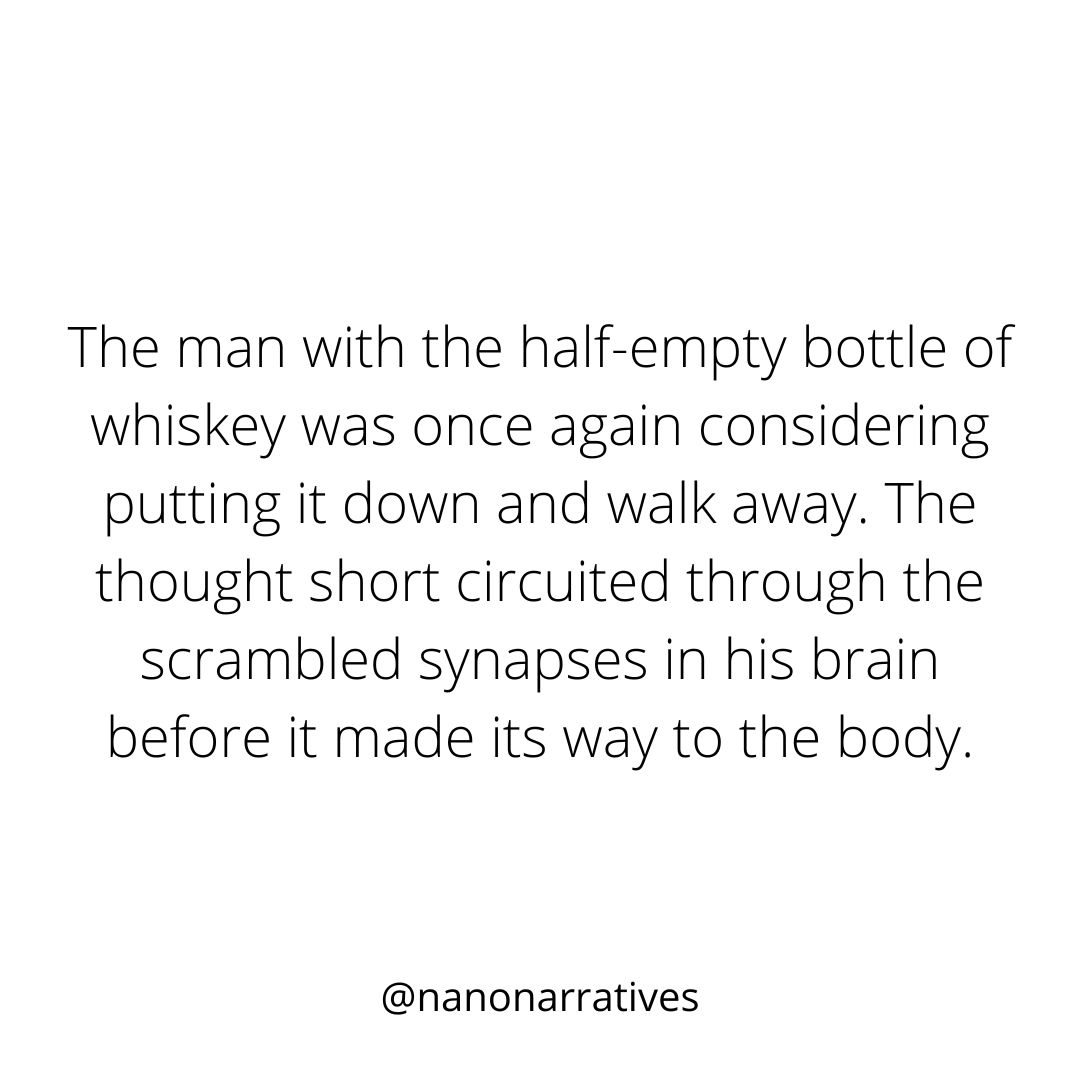 The man with the half-empty bottle of
whiskey was once again considering
putting it down and walk away. The
thought short circuited through the
scrambled synapses in his brain
before it made its way to the body.
@nanonarratives